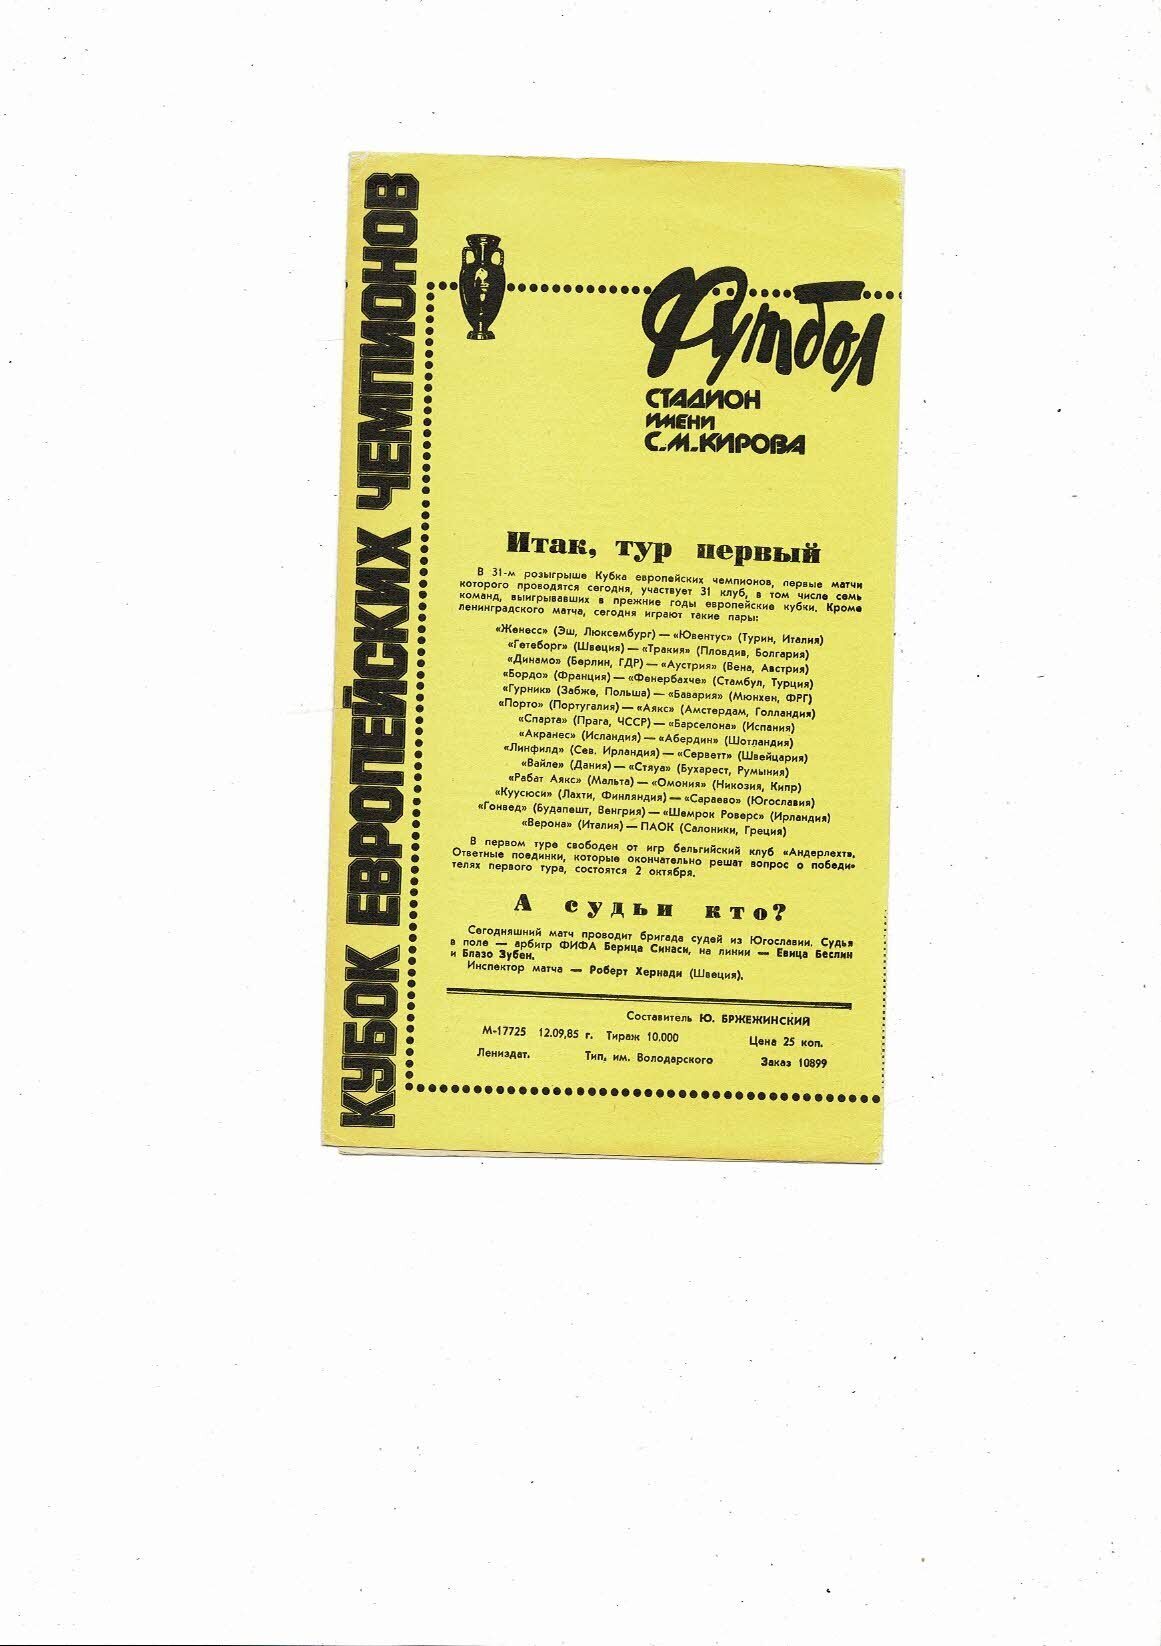 КУБОК ЕВРОПЕЙСКИХ ЧЕМПИОНОВ
Футбол
СТАДИОН
ИМЕНИ
С.М.КИРОВА
Итак, тур первый
В 31-м розыгрыше Кубка европейских чемпионов, первые матчи
которого проводятся сегодня, участвует 31 клуб, в том числе семь
команд, выигрывавших в прежние годы европейские кубки. Кроме
ленинградского матча, сегодня играют такие пары:
«Женесс» (Эш, Люксембург) — «Ювентус» (Турин, Италия)
«Гетеборг» (Швеция) — «Тракия» (Пловдив, Болгария)
«Динамо» (Берлин, ГДР) — «Аустрия» (Вена, Австрия)
«Бордо» (Франция) — «Фенербахче» (Стамбул, Турция)
«Гурник» (Забже, Польша) — «Бавария» (Мюнхен, ФРГ)
«Порто» (Португалия) — «Аякс» (Амстердам, Голландия)
«Спарта» (Прага, ЧССР) — «Барселона» (Испания)
«Акранес» (Исландия) — «Абердин» (Шотландия)
«Линфилд» (Сев. Ирландия) — «Серветт» (Швейцария)
«Вайле» (Дания) — «Стяуа» (Бухарест, Румыния)
«Рабат Аякс» (Мальта) — «Омония» (Никозия, Кипр)
«Куусюси» (Лахти, Финляндия) — «Сараево» (Югославия)
«Гонвед» (Будапешт, Венгрия) — «Шемрок Роверс» (Ирландия)
«Верона» (Италия) — ПАОК (Салоники, Греция)
В первом туре свободен от игр бельгийский клуб «Андерлехт».
Ответные поединки, которые окончательно решат вопрос о победи-
телях первого тура, состоятся 2 октября.
А судьи кто?
Сегодняшний матч проводит бригада судей из Югославии. Судья
в поле — арбитр ФИФА Берица Синаси, на линии — Евица Беслин
и Блазо Зубен.
Инспектор матча — Роберт Хернади (Швеция).
Составитель Ю. БРЖЕЖИНСКИЙ
М-17725 12.09.85 г. Тираж 10.000 Цена 25 коп.
Лениздат. Тип. им. Володарского Заказ 10899